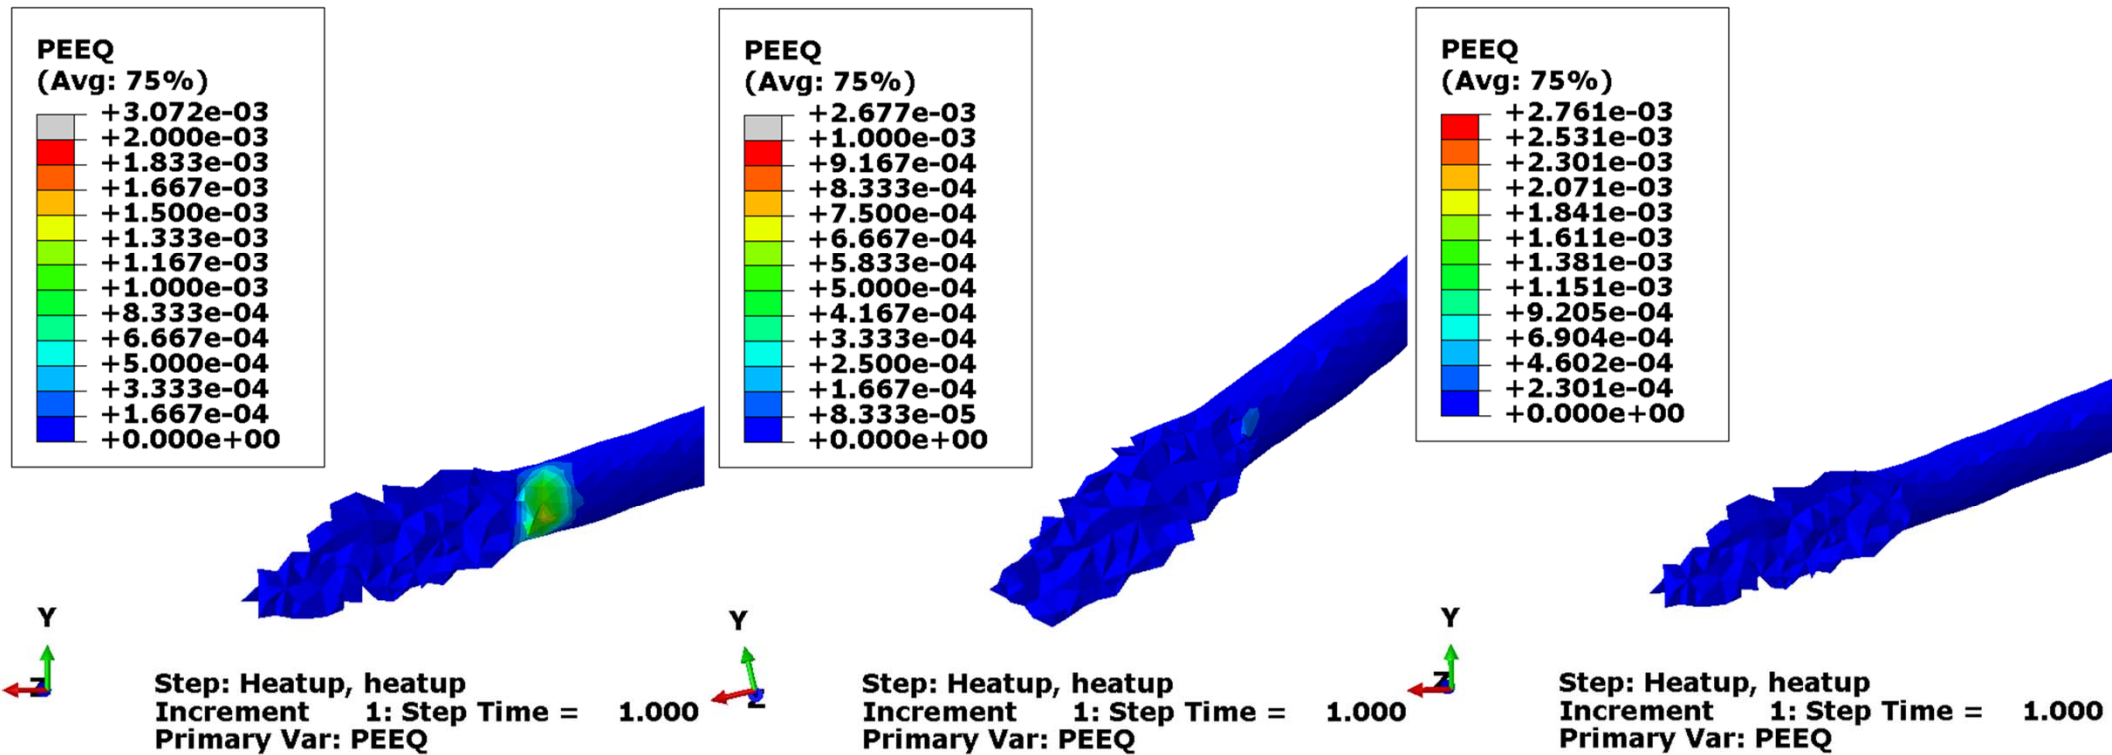 PEEQ
(Avg: 75%)
+3.072e-03
+2.000e-03
+1.833e-03
+1.667e-03
+1.500e-03
+1.333e-03
+1.167e-03
+1.000e-03
+8.333e-04
+6.667e-04
+5.000e-04
+3.333e-04
+1.667e-04
+0.000e+00
Y
Z
Step: Heatup, heatup
Increment 1: Step Time = 1.000
Primary Var: PEEQ
PEEQ
(Avg: 75%)
+2.677e-03
+1.000e-03
+9.167e-04
+8.333e-04
+7.500e-04
+6.667e-04
+5.833e-04
+5.000e-04
+4.167e-04
+3.333e-04
+2.500e-04
+1.667e-04
+8.333e-05
+0.000e+00
Y
Z
Step: Heatup, heatup
Increment 1: Step Time = 1.000
Primary Var: PEEQ
PEEQ
(Avg: 75%)
+2.761e-03
+2.531e-03
+2.301e-03
+2.071e-03
+1.841e-03
+1.611e-03
+1.381e-03
+1.151e-03
+9.205e-04
+6.904e-04
+4.602e-04
+2.301e-04
+0.000e+00
Y
Z
Step: Heatup, heatup
Increment 1: Step Time = 1.000
Primary Var: PEEQ